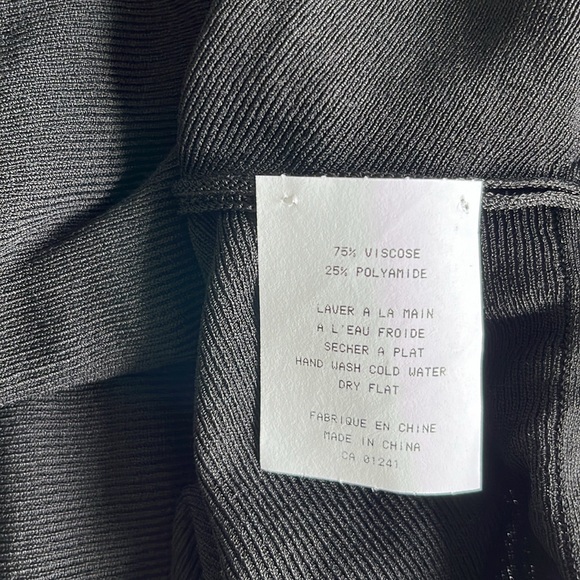 75% VISCOSE
25% POLYAMIDE
LAVER A LA MAIN
A L'EAU FROIDE
SECHER A PLAT
HAND WASH COLD WATER
DRY FLAT
FABRIQUE EN CHINE
MADE IN CHINA
CA 01241